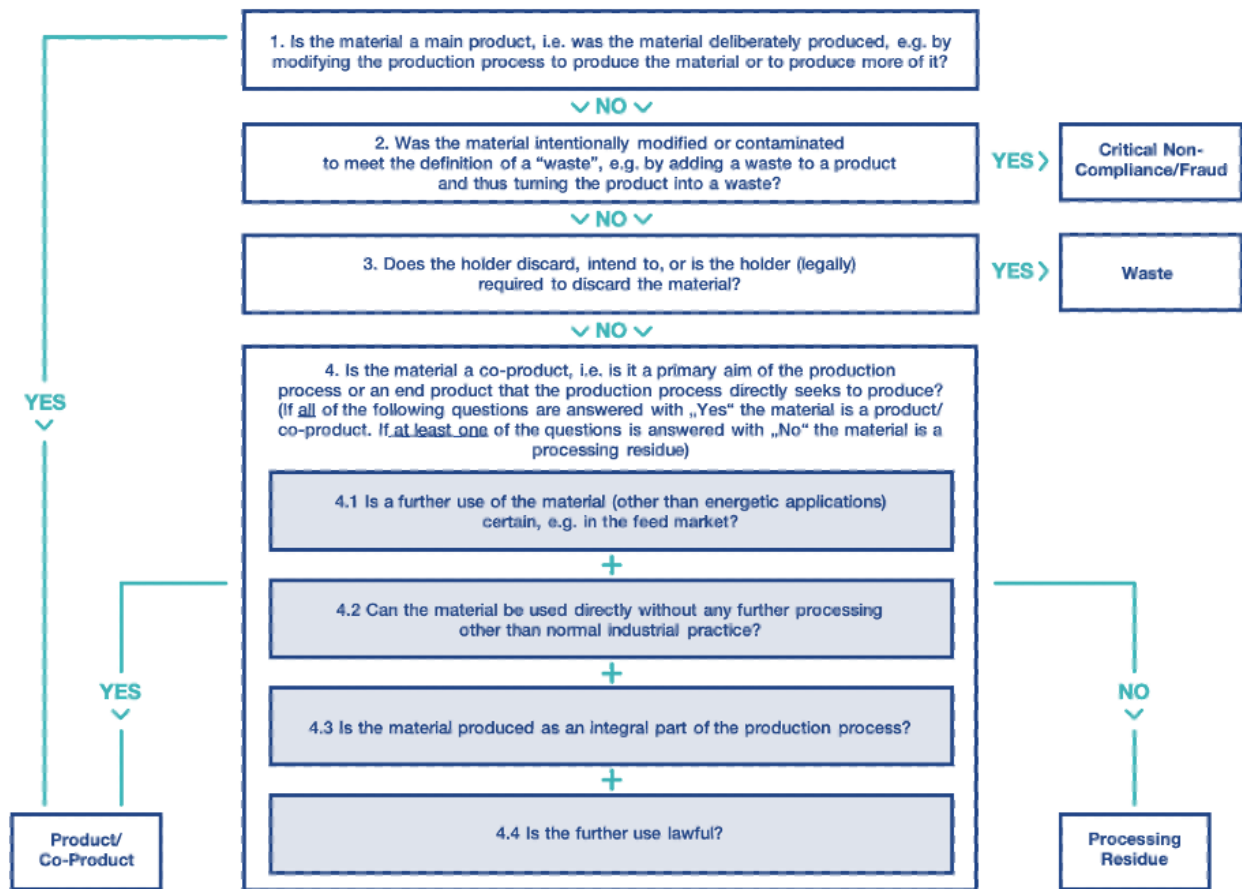 1. Is the material a main product, i.e. was the material deliberately produced, e.g. by
modifying the production process to produce the material or to produce more of it?
NO
2. Was the material intentionally modified or contaminated
to meet the definition of a “waste”, e.g. by adding a waste to a product
and thus turning the product into a waste?
YES
Critical Non-
Compliance/Fraud
NO
3. Does the holder discard, intend to, or is the holder (legally)
required to discard the material?
YES
Waste
NO
4. Is the material a co-product, i.e. is it a primary aim of the production
process or an end product that the production process directly seeks to produce?
(If all of the following questions are answered with „Yes“ the material is a product/
co-product. If at least one of the questions is answered with „No“ the material is a
processing residue)
YES
4.1 Is a further use of the material (other than energetic applications)
certain, e.g. in the feed market?
+
4.2 Can the material be used directly without any further processing
other than normal industrial practice?
+
YES
NO
4.3 Is the material produced as an integral part of the production process?
+
4.4 Is the further use lawful?
Product/
Co-Product
Processing
Residue